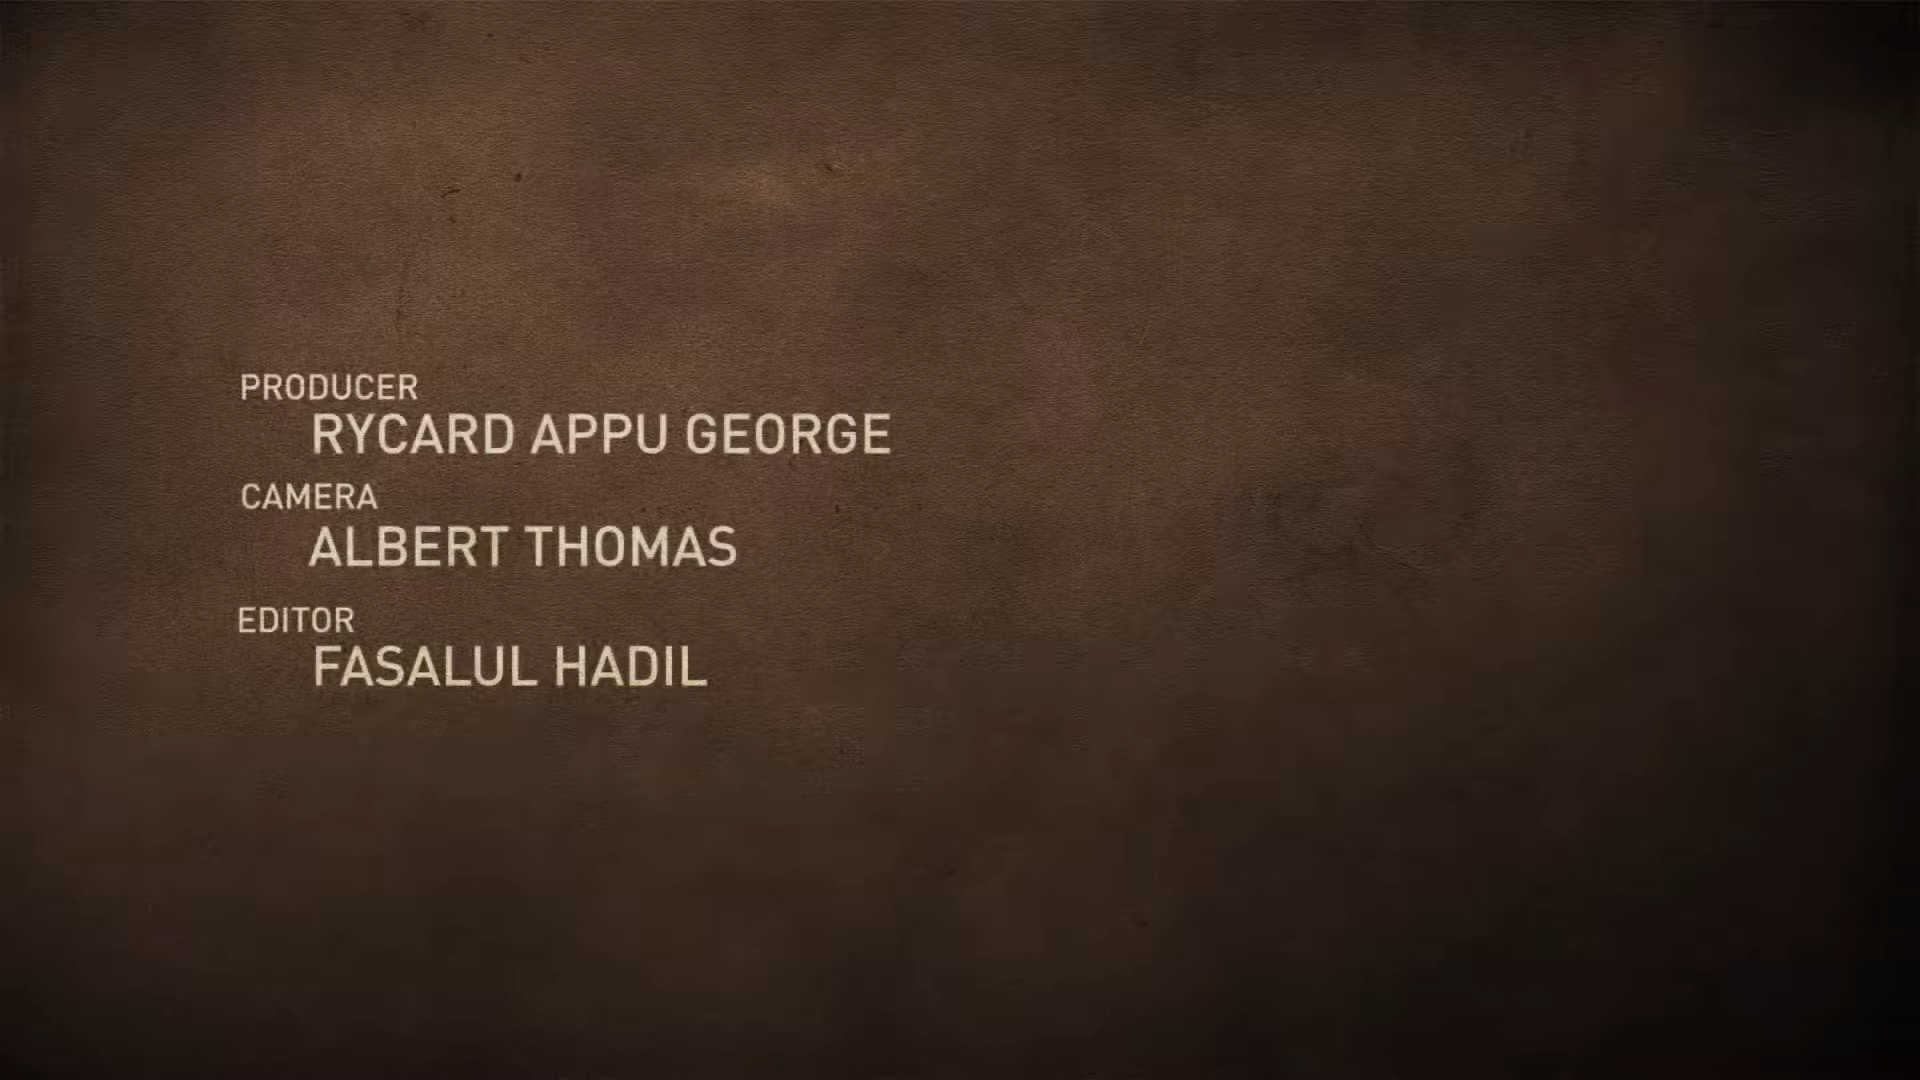 PRODUCER
RYCARD APPU GEORGE
CAMERA
ALBERT THOMAS
EDITOR
FASALUL HADIL